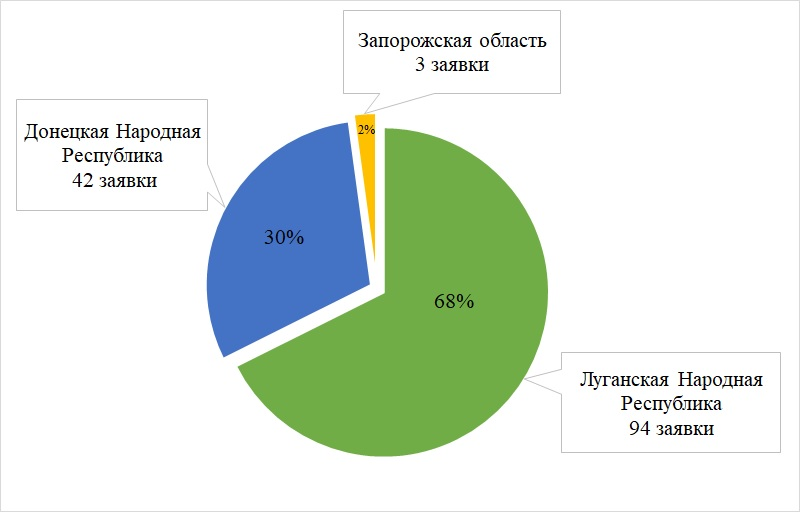 Запорожская область
3 заявки
Донецкая Народная
Республика
42 заявки
2%
30%
68%
Луганская Народная
Республика
94 заявки